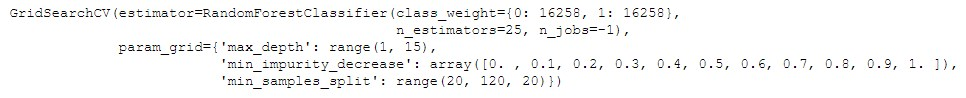 GridSearchCV(estimator=RandomForestClassifier(class_weight={0: 16258, 1: 16258},
n_estimators=25, n_jobs=-1),
param_grid={'max_depth': range(1, 15),
'min_impurity_decrease': array([0. , 0.1, 0.2, 0.3, 0.4, 0.5, 0.6, 0.7, 0.8, 0.9, 1. ]),
'min_samples_split': range(20, 120, 20)})